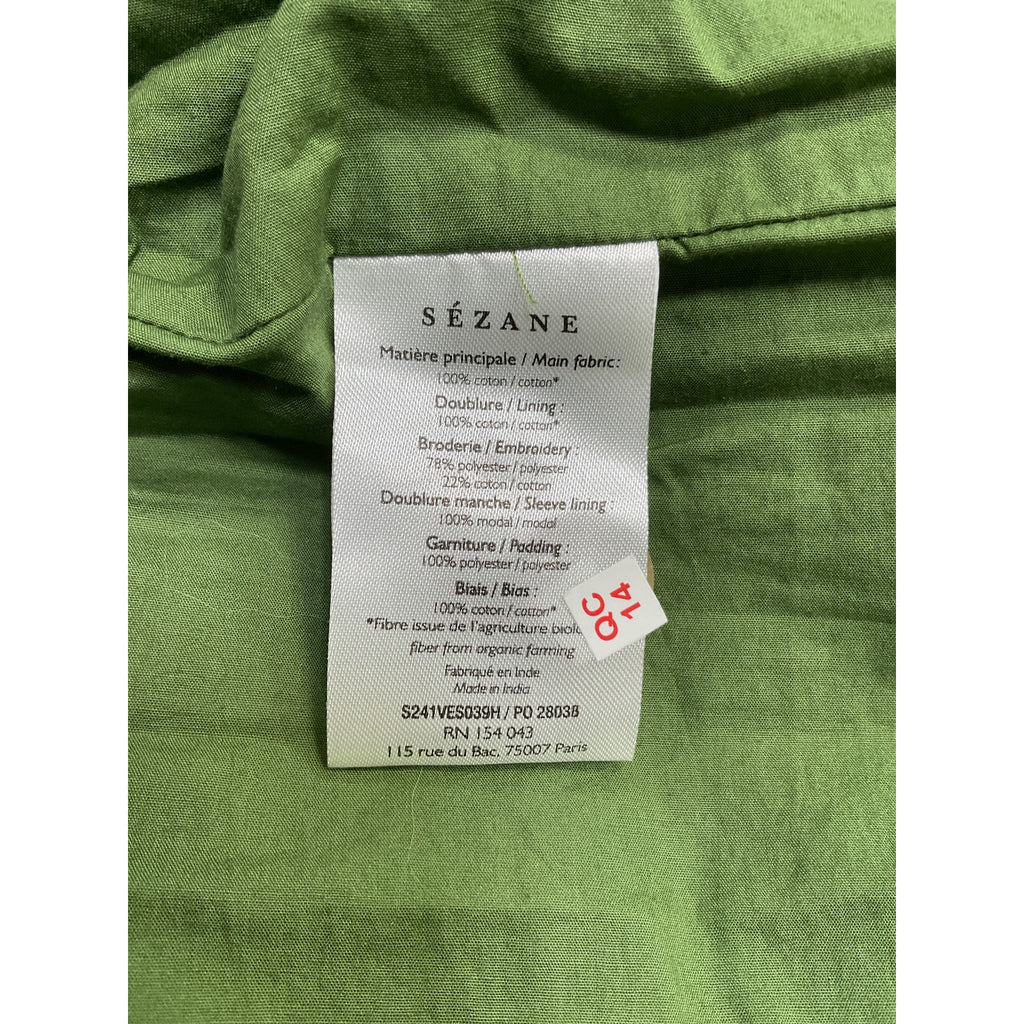 SÉZANE
Matière principale / Main fabric:
100% coton / cotton*
Doublure / Lining :
100% coton / cotton*
Broderie / Embroidery :
78% polyester / polyester
22% coton / cotton
Doublure manche / Sleeve lining :
100% modal / modal
Garniture / Padding :
100% polyester / polyester
Biais / Bias :
100% coton / cotton*
*Fibre issue de l'agriculture
fiber from organic farming
Fabriqué en Inde
Made in India
S241VES039H / PO 28038
RN 154 043
115 rue du Bac, 75007 Paris
QC
14